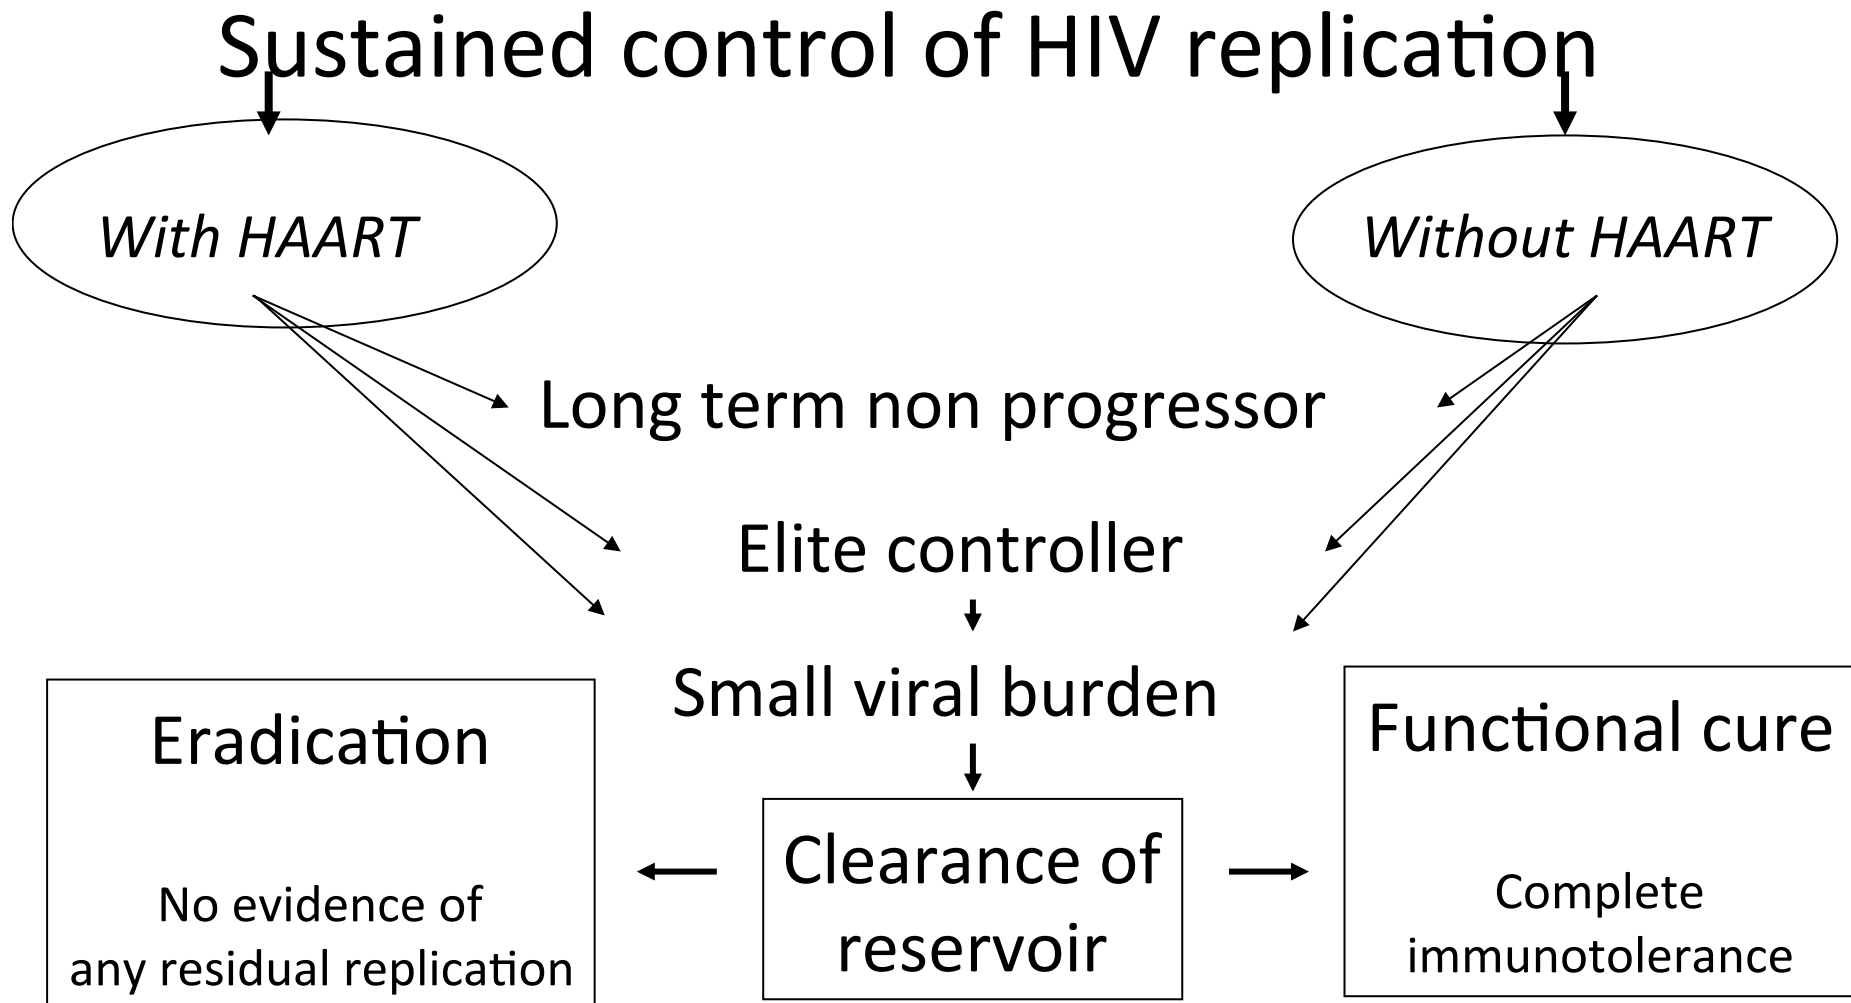 Sustained control of HIV replication
With HAART
Without HAART
Long term non progressor
Elite controller
Small viral burden
Eradication
No evidence of
any residual replication
Clearance of
reservoir
Functional cure
Complete
immunotolerance